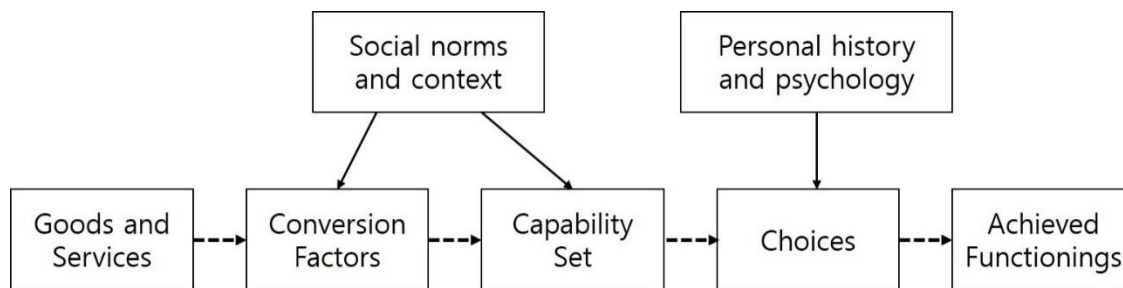 Social norms
and context
Personal history
and psychology
Goods and
Services
Conversion
Factors
Capability
Set
Choices
Achieved
Functionings